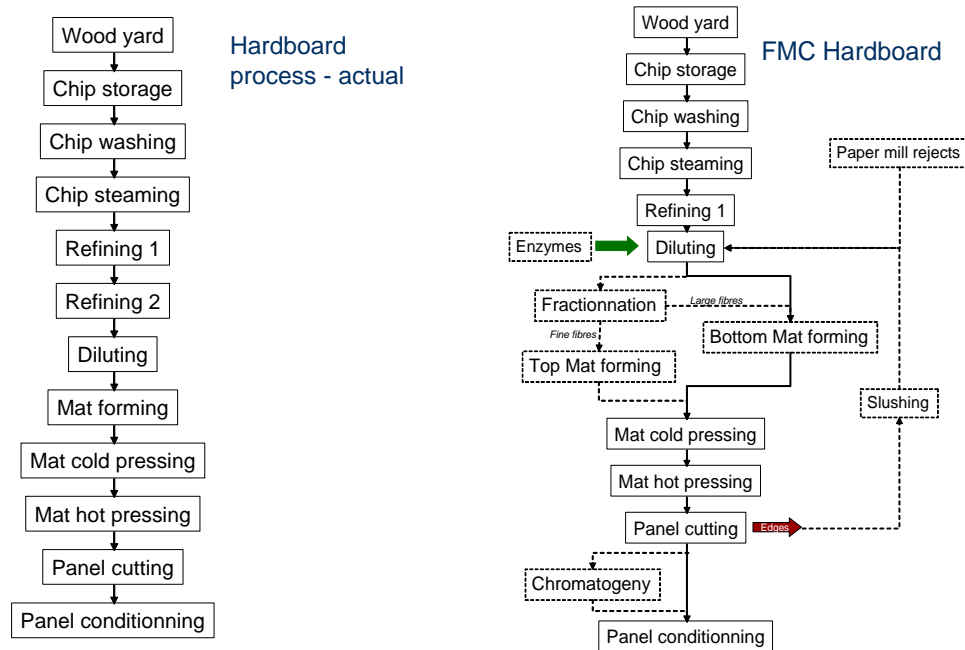 Hardboard
process - actual
Wood yard
Chip storage
Chip washing
Chip steaming
Refining 1
Refining 2
Diluting
Mat forming
Mat cold pressing
Mat hot pressing
Panel cutting
Panel conditionning
FMC Hardboard
Wood yard
Chip storage
Chip washing
Paper mill rejects
Chip steaming
Refining 1
Enzymes
Diluting
Fractionnation
Large fibres
Fine fibres
Bottom Mat forming
Top Mat forming
Slushing
Mat cold pressing
Mat hot pressing
Panel cutting
Edges
Chromatogeny
Panel conditionning